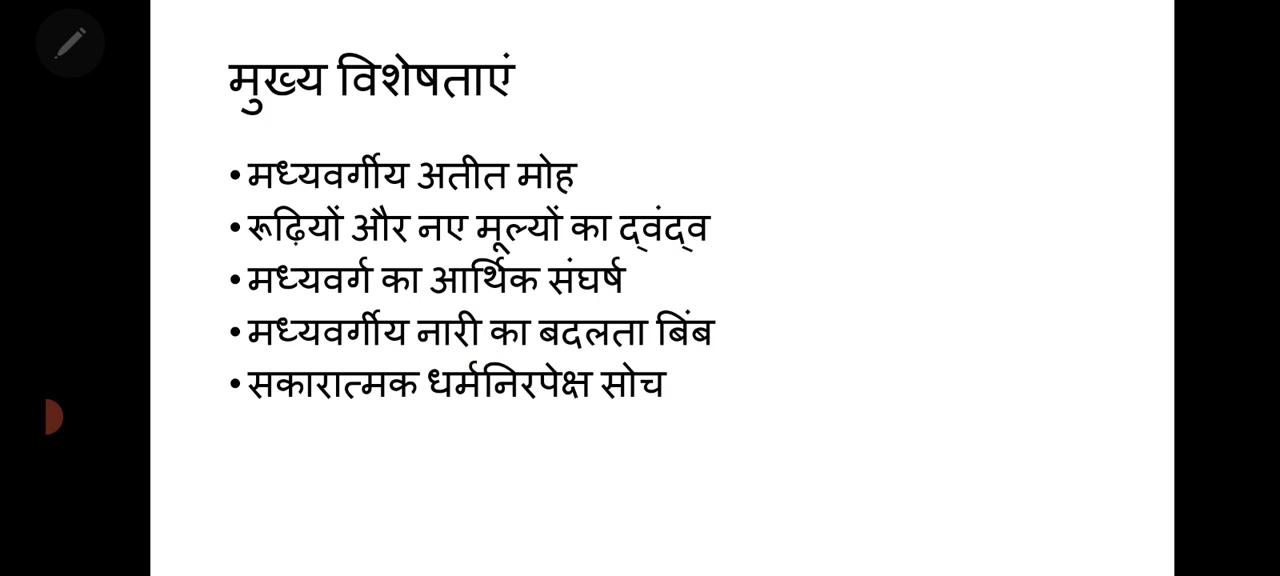 मुख्य विशेषताएं
• मध्यवर्गीय अतीत मोह
• रूढ़ियों और नए मूल्यों का द्वंद्व
• मध्यवर्ग का आर्थिक संघर्ष
• मध्यवर्गीय नारी का बदलता बिंब
• सकारात्मक धर्मनिरपेक्ष सोच